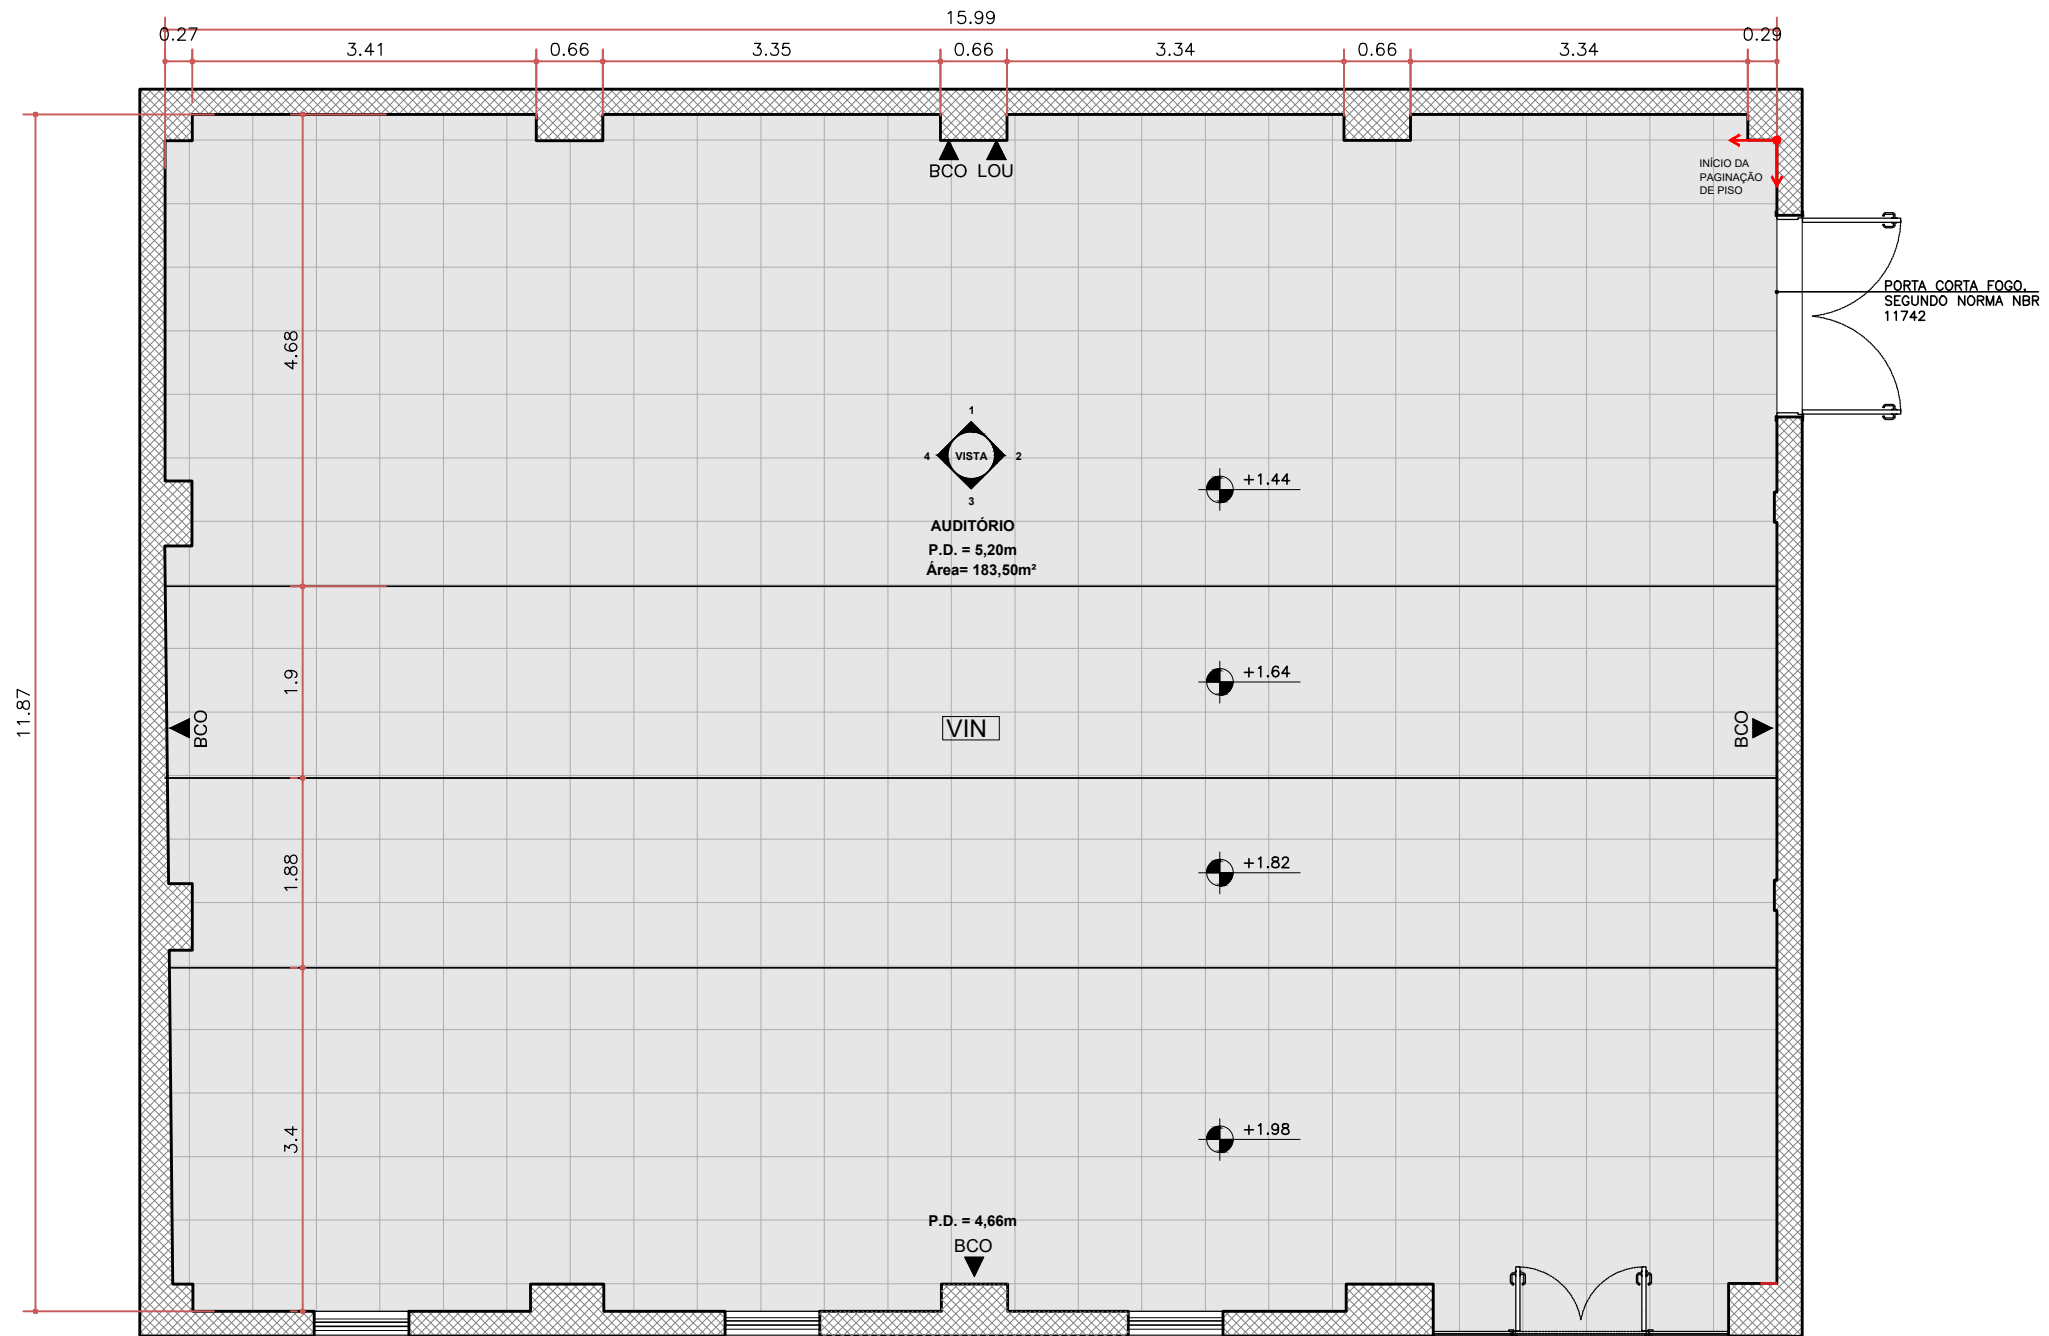 15.99
0.27
0.29
3.41
0.66
3.35
0.66
3.34
0.66
3.34
BCO
LOU
INÍCIO DA
PAGINAÇÃO
DE PISO
PORTA CORTA FOGO,
SEGUNDO NORMA NBR
11742
4.68
1
4
VISTA
2
3
+1.44
AUDITÓRIO
P.D. = 5,20m
Área= 183,50m²
1.9
+1.64
11.87
BCO
VIN
BCO
1.88
+1.82
3.4
+1.98
P.D. = 4,66m
BCO